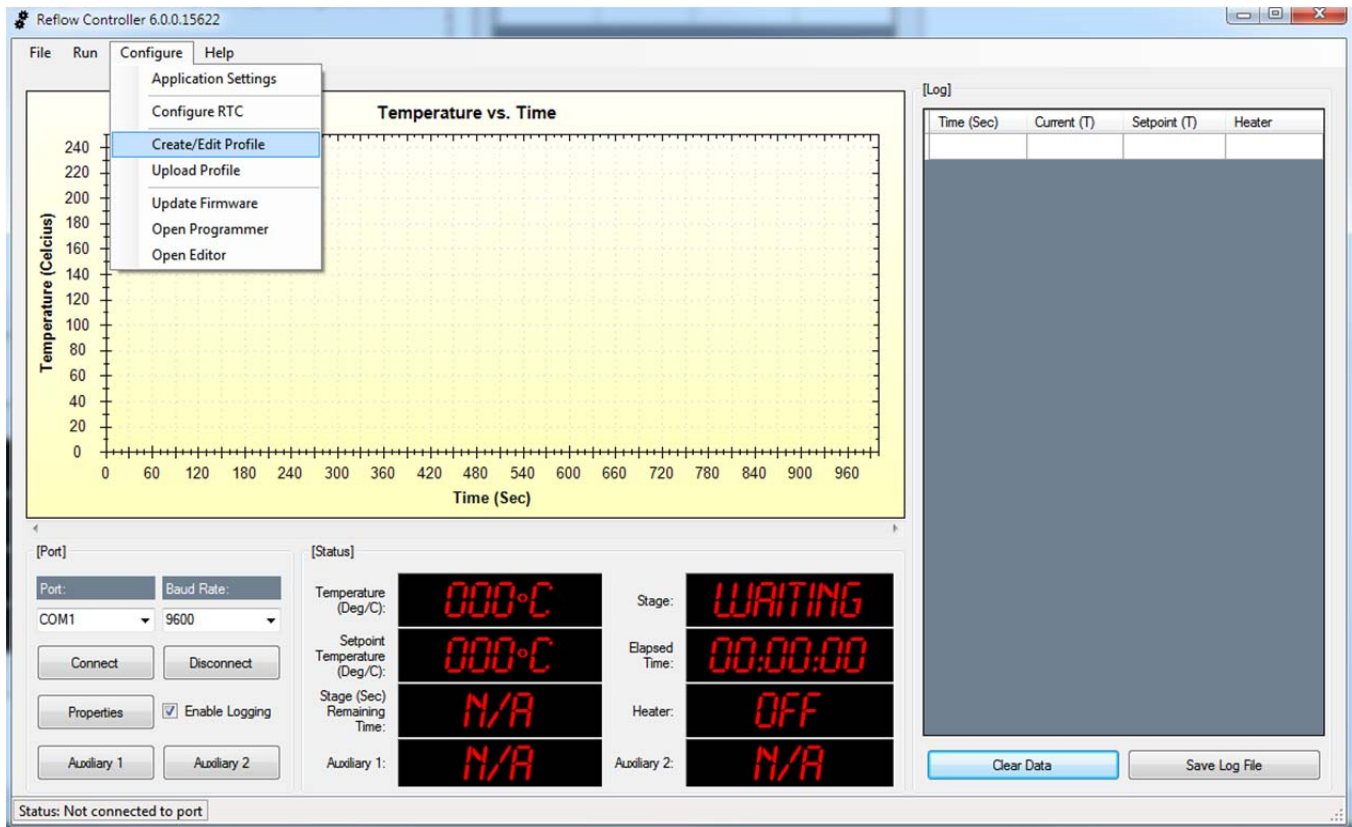 Reflow Controller 6.0.0.15622
File Run Configure Help
Application Settings
Configure RTC
Create/Edit Profile
Upload Profile
Update Firmware
Open Programmer
Open Editor
Temperature vs. Time
Temperature (Celcius)
240
220
200
180
160
140
120
100
80
60
40
20
0
0 60 120 180 240 300 360 420 480 540 600 660 720 780 840 900 960
Time (Sec)
[Log]
Time (Sec) Current (T) Setpoint (T) Heater
[Port]
Port: Baud Rate:
COM1 9600
Connect Disconnect
Properties Enable Logging
Auxiliary 1 Auxiliary 2
[Status]
Temperature
(Deg/C):
000°C
Stage:
WAITING
Setpoint
Temperature
(Deg/C):
000°C
Elapsed
Time:
00:00:00
Stage (Sec)
Remaining
Time:
N/A
Heater:
OFF
Auxiliary 1:
N/A
Auxiliary 2:
N/A
Clear Data Save Log File
Status: Not connected to port